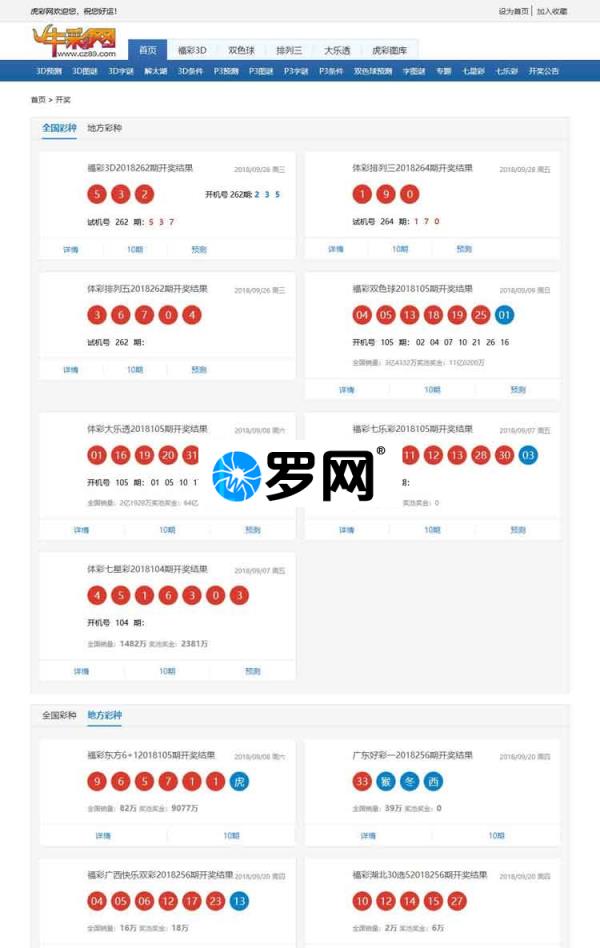 虎彩网欢迎您，祝您好运！
设为首页 | 加入收藏
牛彩网
www.cz89.com
首页 福彩3D 双色球 排列三 大乐透 虎彩图库
3D预测 3D图谜 3D字谜 解太湖 3D条件 P3预测 P3图谜 P3字谜 P3条件 双色球预测 字图谜 专题 七星彩 七乐彩 开奖公告
首页 > 开奖
全国彩种 地方彩种
福彩3D2018262期开奖结果 2018/09/26 周三
5 3 2 开机号 262期: 2 3 5
试机号 262 期: 5 3 7
详情 10期 预测
体彩排列三2018264期开奖结果 2018/09/28 周五
1 9 0
试机号 264 期: 1 7 0
详情 10期 预测
体彩排列五2018262期开奖结果 2018/09/26 周三
3 6 7 0 4
试机号 262 期:
详情 10期 预测
福彩双色球2018105期开奖结果 2018/09/09 周日
04 05 13 18 19 25 01
开机号 105 期: 02 04 07 10 21 26 16
全国销量: 3亿4332万奖池奖金: 11亿0200万
详情 10期 预测
体彩大乐透2018105期开奖结果 2018/09/08 周六
01 16 19 20 31
开机号 105 期: 01 05 10
全国销量: 2亿1928万奖池奖金: 64亿
详情 10期 预测
福彩七乐彩2018105期开奖结果 2018/09/07 周五
11 12 13 28 30 03
期:
奖池奖金: 0
详情 10期 预测
罗网®
体彩七星彩2018104期开奖结果 2018/09/07 周五
4 5 1 6 3 0 3
开机号 104 期:
全国销量: 1482万 奖池奖金: 2381万
详情 10期 预测
全国彩种 地方彩种
福彩东方6+12018105期开奖结果 2018/09/08 周六
9 6 5 7 1 1 虎
全国销量: 82万 奖池奖金: 9077万
详情 10期
广东好彩一2018256期开奖结果 2018/09/20 周四
33 猴 冬 西
全国销量: 39万 奖池奖金: 0
详情 10期
福彩广西快乐双彩2018256期开奖结果 2018/09/20 周四
04 05 06 12 17 23 13
全国销量: 16万 奖池奖金: 18万
福彩湖北30选52018256期开奖结果 2018/09/20 周四
10 12 14 15 27
全国销量: 2万 奖池奖金: 6万